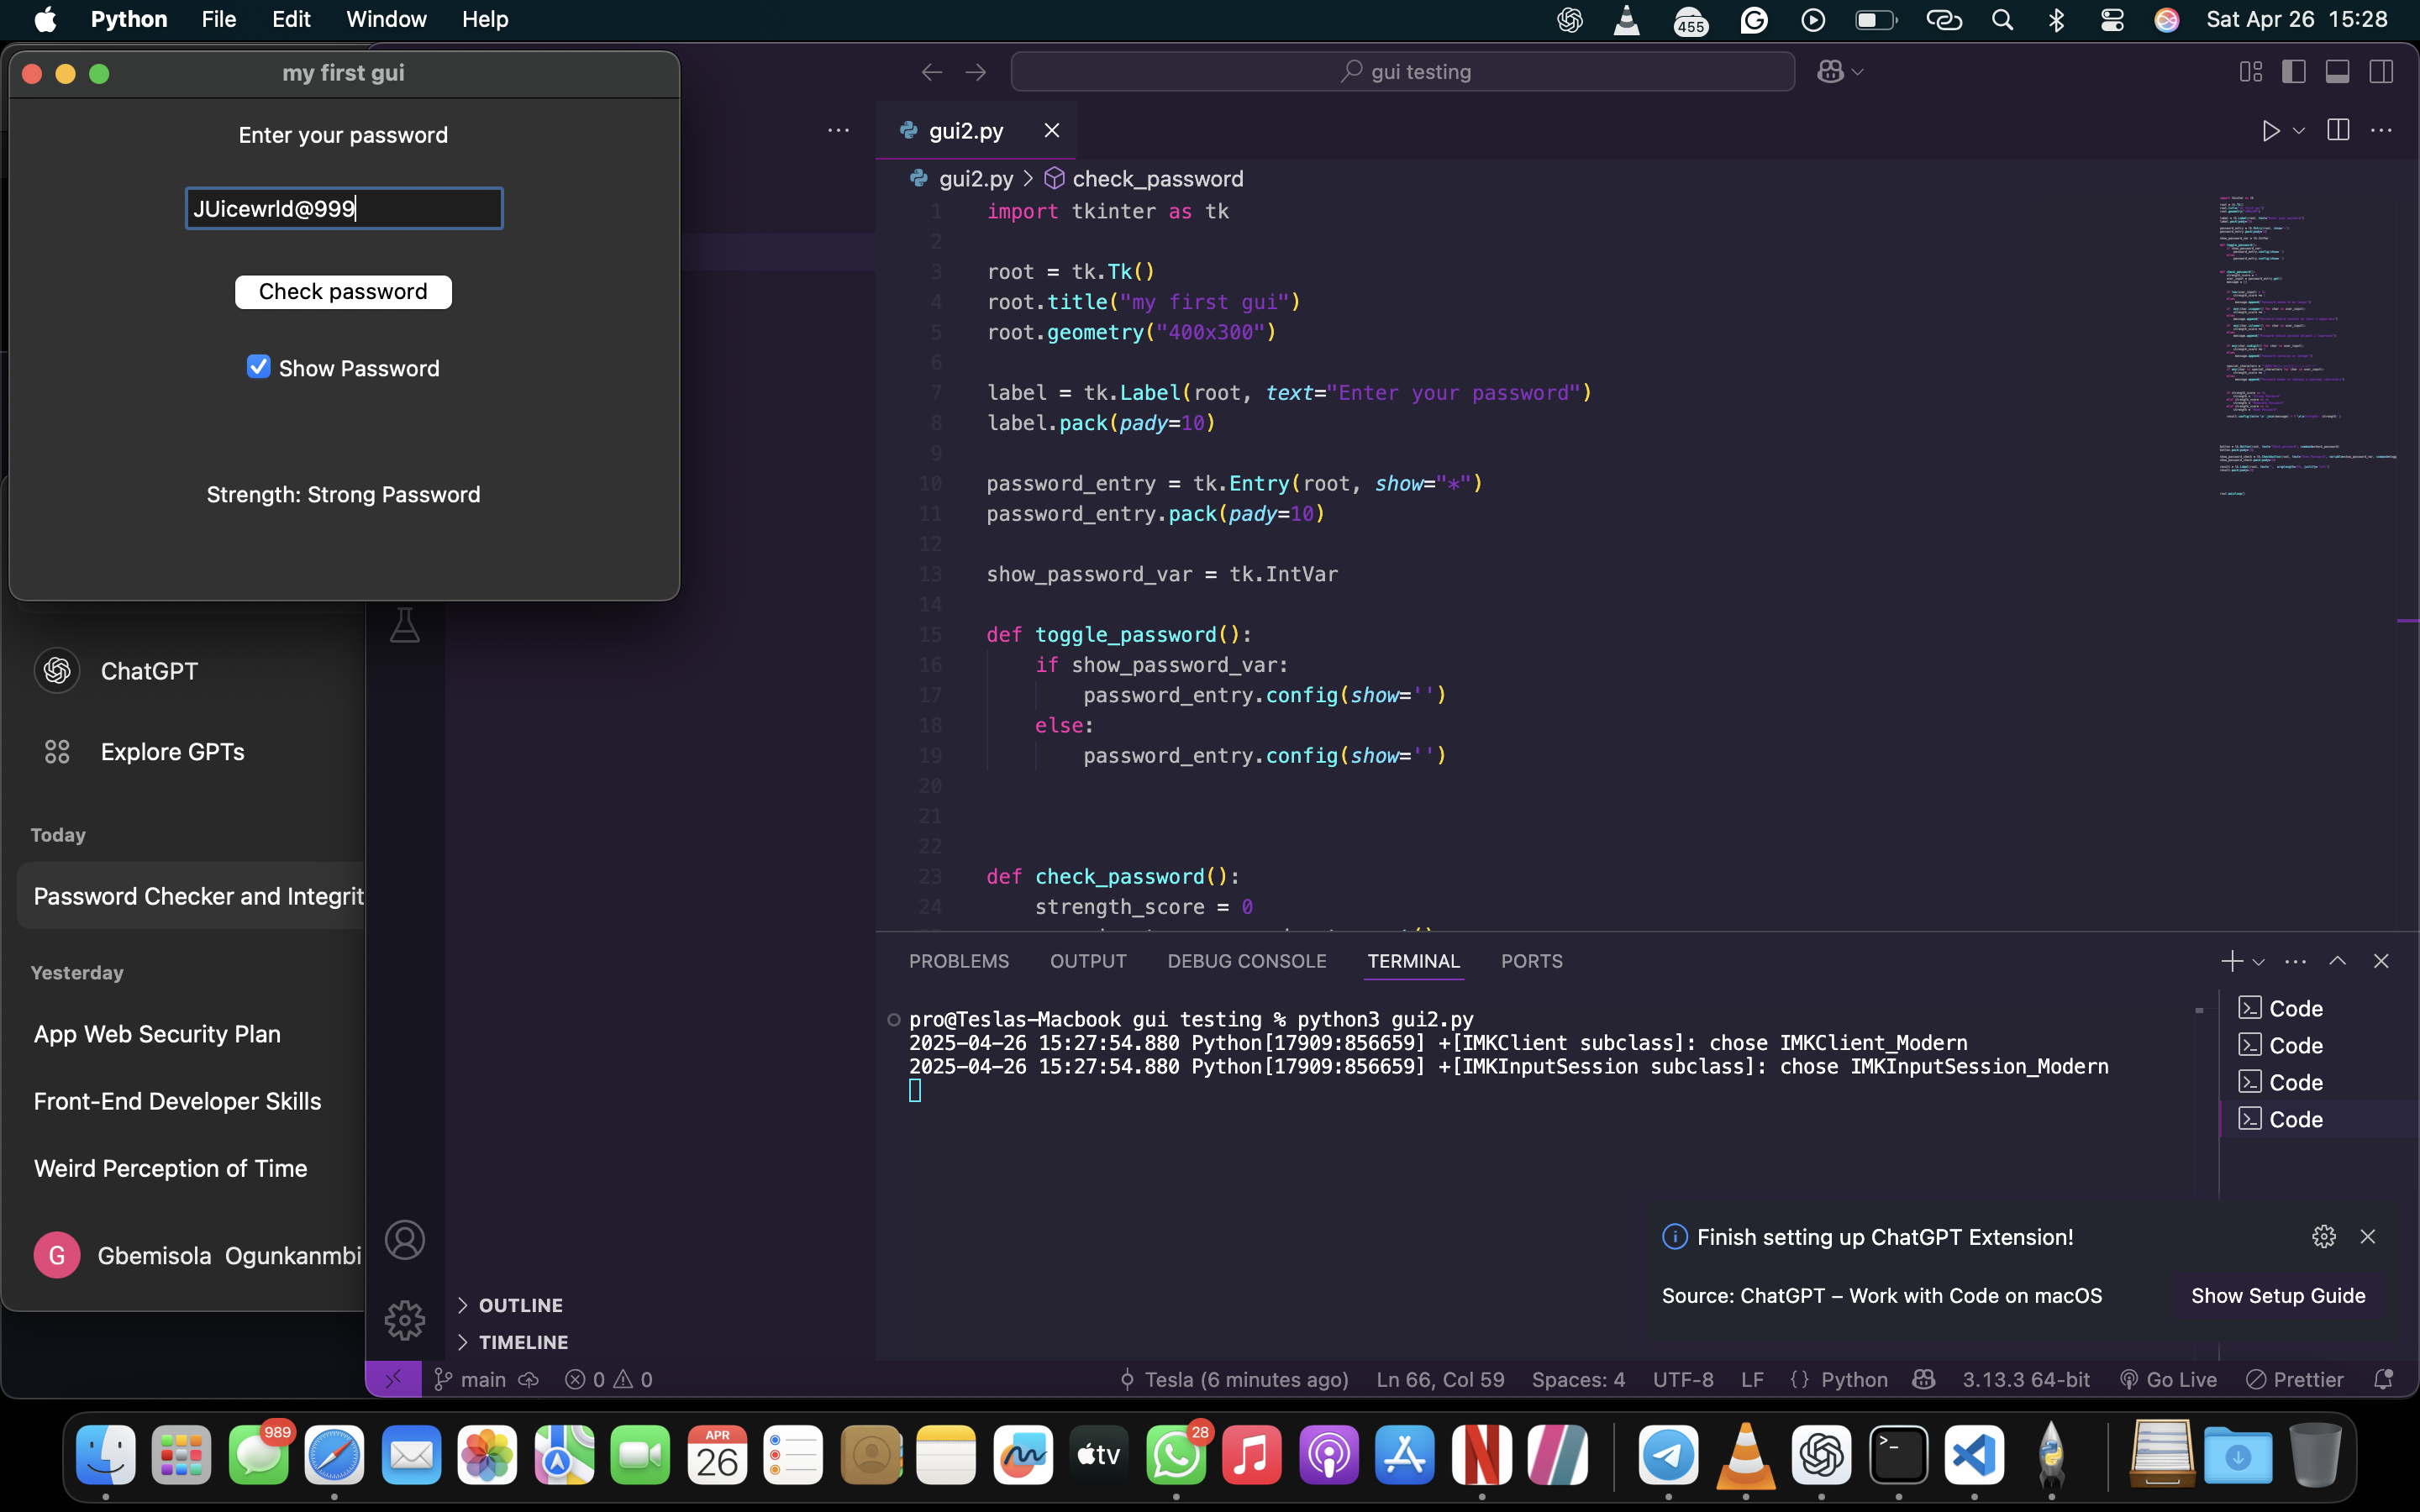 Python File Edit Window Help
455
Sat Apr 26 15:28
my first gui
Enter your password
JUicewrld@999
Check password
Show Password
Strength: Strong Password
ChatGPT
Explore GPTs
Today
Password Checker and Integrit
Yesterday
App Web Security Plan
Front-End Developer Skills
Weird Perception of Time
G Gbemisola Ogunkanmbi
gui testing
gui2.py
gui2.py > check_password
1 import tkinter as tk
2
3 root = tk.Tk()
4 root.title("my first gui")
5 root.geometry("400x300")
6
7 label = tk.Label(root, text="Enter your password")
8 label.pack(pady=10)
9
10 password_entry = tk.Entry(root, show="*")
11 password_entry.pack(pady=10)
12
13 show_password_var = tk.IntVar
14
15 def toggle_password():
16 if show_password_var:
17 password_entry.config(show='')
18 else:
19 password_entry.config(show='')
20
21
22
23 def check_password():
24 strength_score = 0
PROBLEMS OUTPUT DEBUG CONSOLE TERMINAL PORTS
pro@Teslas-Macbook gui testing % python3 gui2.py
2025-04-26 15:27:54.880 Python[17909:856659] +[IMKClient subclass]: chose IMKClient_Modern
2025-04-26 15:27:54.880 Python[17909:856659] +[IMKInputSession subclass]: chose IMKInputSession_Modern
Code
Code
Code
Code
Finish setting up ChatGPT Extension!
Source: ChatGPT – Work with Code on macOS Show Setup Guide
OUTLINE
TIMELINE
main 0 0 Tesla (6 minutes ago) Ln 66, Col 59 Spaces: 4 UTF-8 LF {} Python 3.13.3 64-bit Go Live Prettier
989
APR
26
tv
28